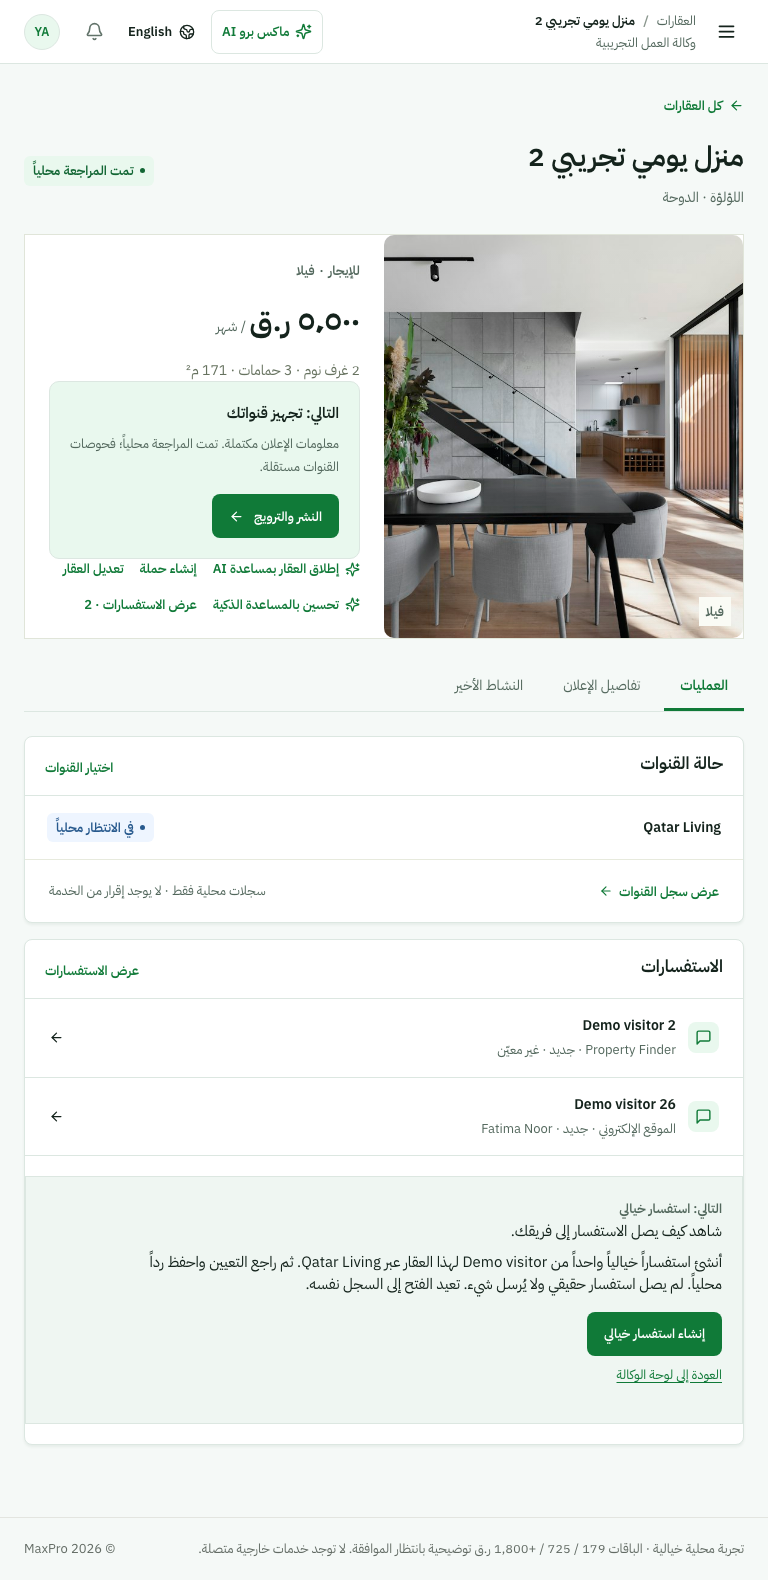 العقارات / منزل يومي تجريبي 2
وكالة العمل التجريبية
ماكس برو AI
English
YA
كل العقارات
منزل يومي تجريبي 2
تمت المراجعة محلياً
اللؤلؤة · الدوحة
للإيجار · فيلا
٥٬٥٠٠ ر.ق / شهر
2 غرف نوم · 3 حمامات · 171 م²
التالي: تجهيز قنواتك
معلومات الإعلان مكتملة. تمت المراجعة محلياً؛ فحوصات
القنوات مستقلة.
النشر والترويج
إطلاق العقار بمساعدة AI
إنشاء حملة
تعديل العقار
تحسين بالمساعدة الذكية
عرض الاستفسارات · 2
فيلا
العمليات
تفاصيل الإعلان
النشاط الأخير
حالة القنوات
اختيار القنوات
Qatar Living
في الانتظار محلياً
عرض سجل القنوات
سجلات محلية فقط · لا يوجد إقرار من الخدمة
الاستفسارات
عرض الاستفسارات
Demo visitor 2
Property Finder · جديد · غير معيّن
Demo visitor 26
الموقع الإلكتروني · جديد · Fatima Noor
التالي: استفسار خيالي
شاهد كيف يصل الاستفسار إلى فريقك.
أنشئ استفساراً خيالياً واحداً من Demo visitor لهذا العقار عبر Qatar Living. ثم راجع التعيين واحفظ رداً
محلياً. لم يصل استفسار حقيقي ولا يُرسل شيء. تعيد الفتح إلى السجل نفسه.
إنشاء استفسار خيالي
العودة إلى لوحة الوكالة
تجربة محلية خيالية · الباقات 179 / 725 / +1,800 ر.ق توضيحية بانتظار الموافقة. لا توجد خدمات خارجية متصلة.
© 2026 MaxPro